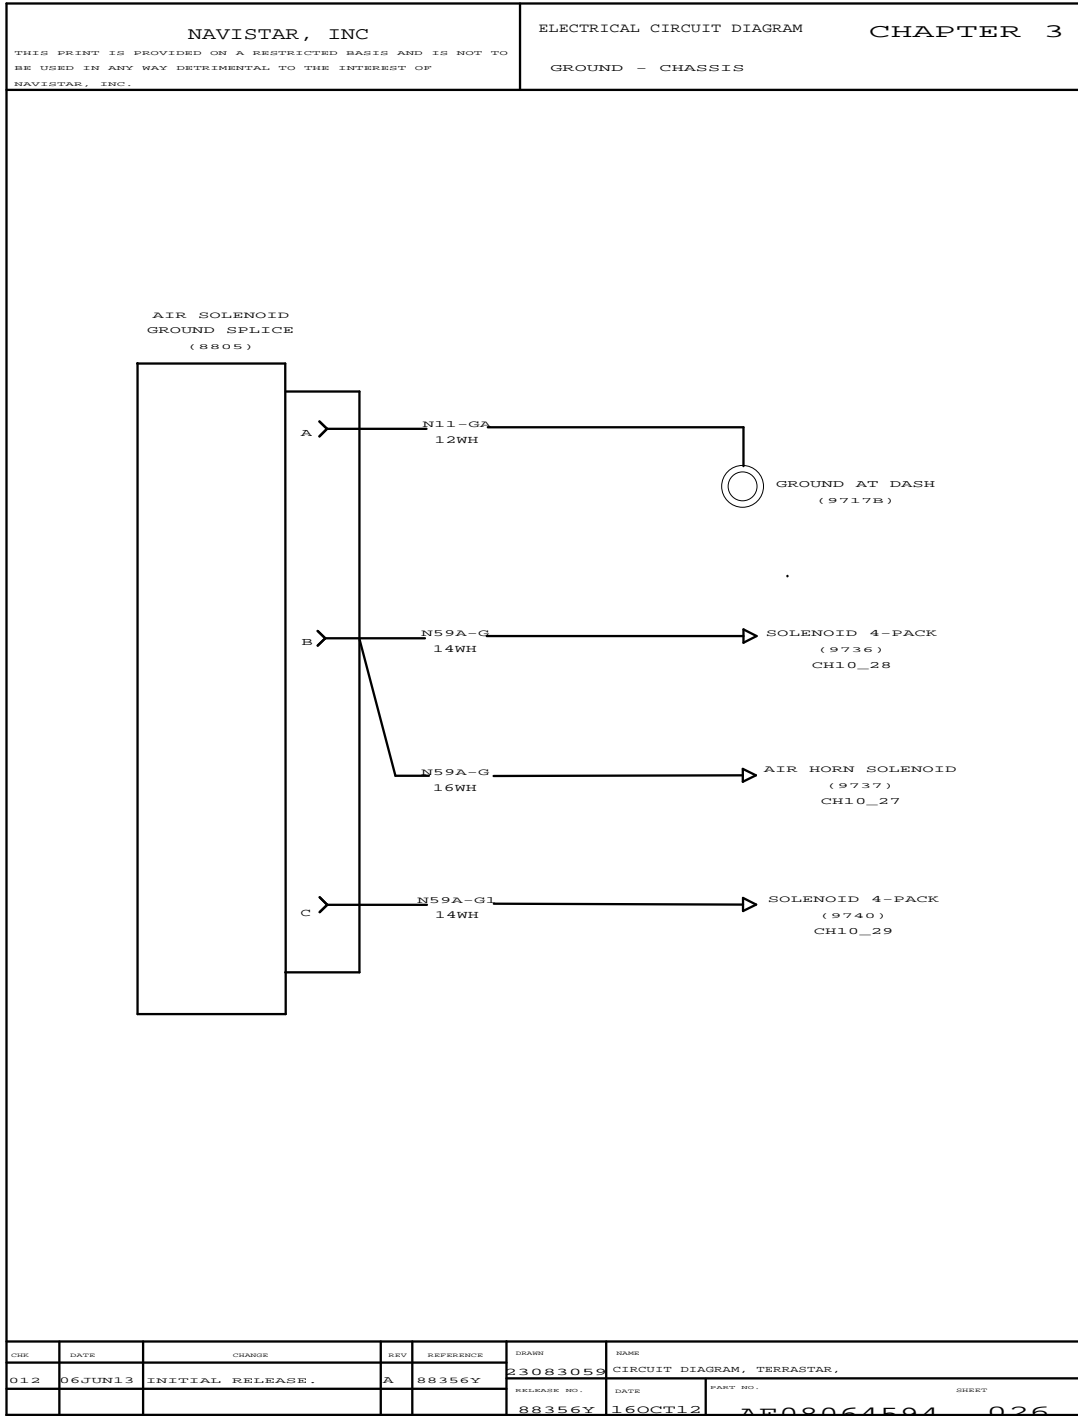 NAVISTAR, INC
THIS PRINT IS PROVIDED ON A RESTRICTED BASIS AND IS NOT TO
BE USED IN ANY WAY DETRIMENTAL TO THE INTEREST OF
NAVISTAR, INC.
ELECTRICAL CIRCUIT DIAGRAM
GROUND - CHASSIS
CHAPTER 3
AIR SOLENOID
GROUND SPLICE
(8805)
A
N11-GA
12WH
GROUND AT DASH
(9717B)
B
N59A-G
14WH
SOLENOID 4-PACK
(9736)
CH10_28
N59A-G
16WH
AIR HORN SOLENOID
(9737)
CH10_27
C
N59A-G1
14WH
SOLENOID 4-PACK
(9740)
CH10_29
CHK DATE CHANGE REV REFERENCE
012 06JUN13 INITIAL RELEASE. A 88356Y
DRAWN
23083059
NAME
CIRCUIT DIAGRAM, TERRASTAR,
RELEASE NO.
88356Y
DATE
16OCT12
PART NO.
AE08064594
SHEET
026